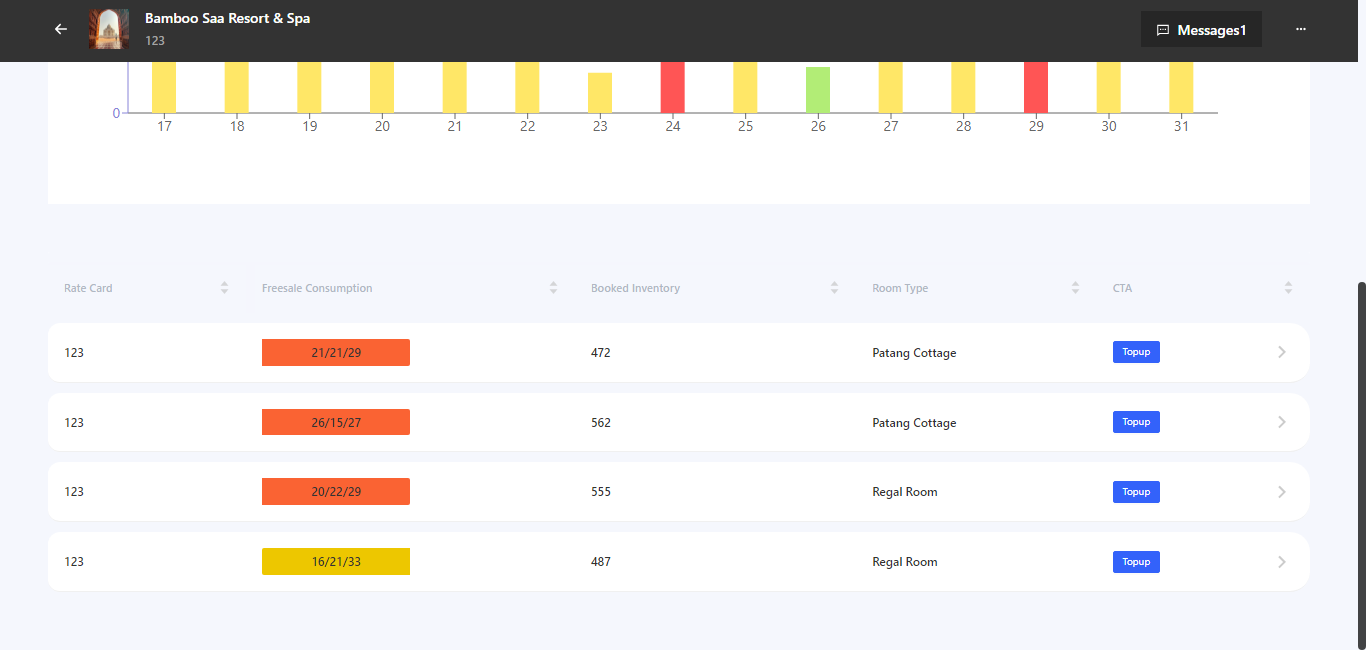 Bamboo Saa Resort & Spa
123
Messages1
0
17 18 19 20 21 22 23 24 25 26 27 28 29 30 31
Rate Card Freesale Consumption Booked Inventory Room Type CTA
123 21/21/29 472 Patang Cottage Topup
123 26/15/27 562 Patang Cottage Topup
123 20/22/29 555 Regal Room Topup
123 16/21/33 487 Regal Room Topup